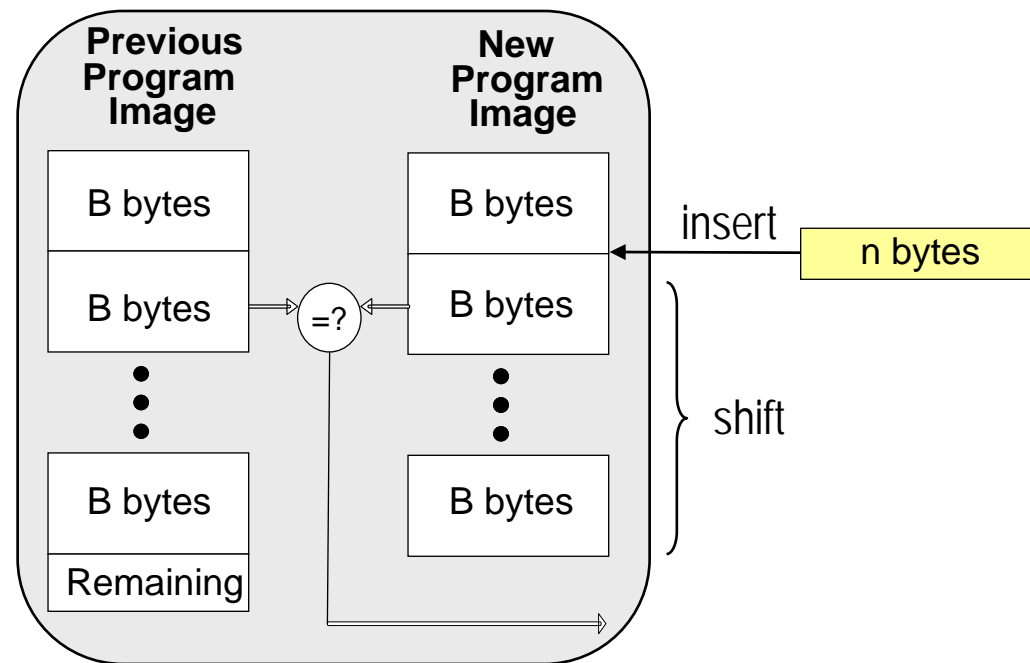 Previous
Program
Image
B bytes
B bytes
B bytes
Remaining
=?
New
Program
Image
B bytes
B bytes
B bytes
insert
n bytes
shift